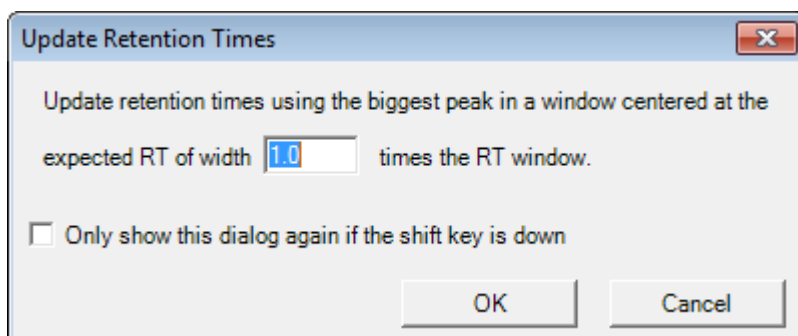 Update Retention Times
Update retention times using the biggest peak in a window centered at the
expected RT of width 1.0 times the RT window.
Only show this dialog again if the shift key is down
OK Cancel